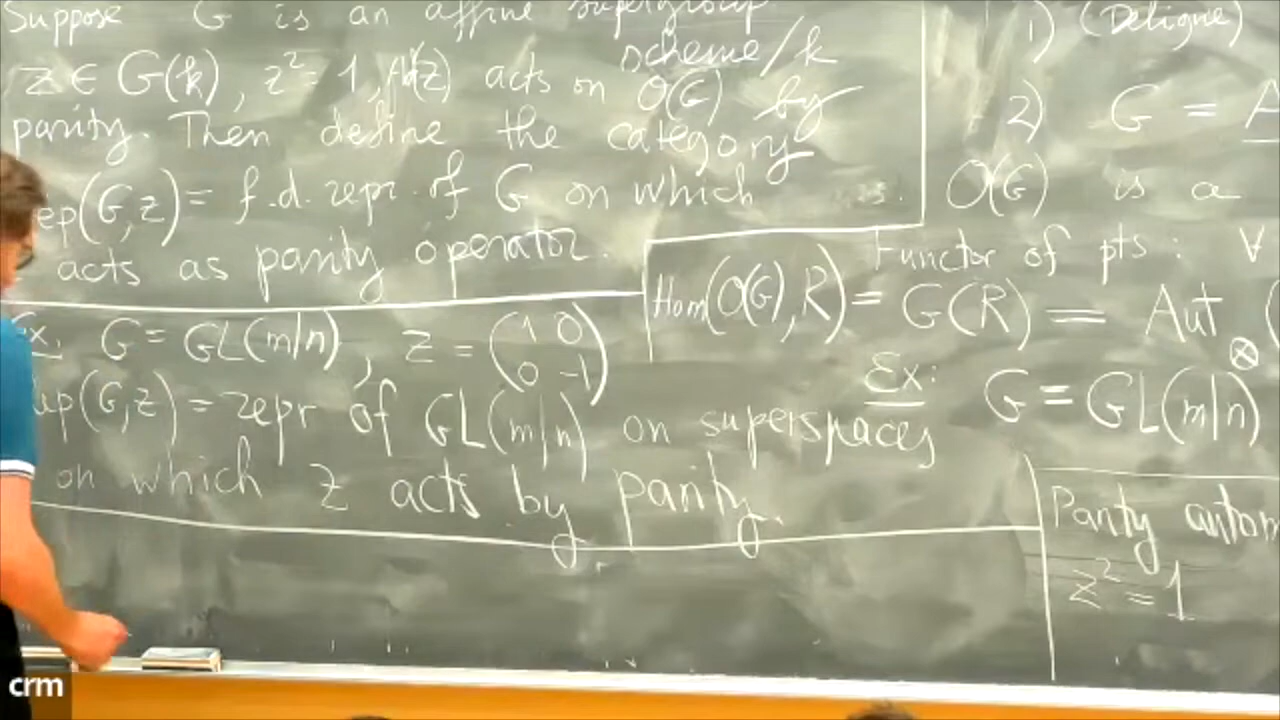 Suppose G is an affine supergroup
scheme/k
z ∈ G(k), z² = 1, (z) acts on O(G) by
parity. Then define the category
ep(G,z) = f.d. repr. of G on which
acts as parity operator.
Ex. G = GL(m|n), z = (1 0
0 -1)
ep(G,z) = repr of GL(m|n) on superspaces
on which z acts by parity.
1) (Deligne)
2) G = A
O(G) is a
Functor of pts : ∀
Hom(O(G), R) = G(R) = Aut⊗ (
Ex: G = GL(m|n)
Parity autom
z² = 1
crm